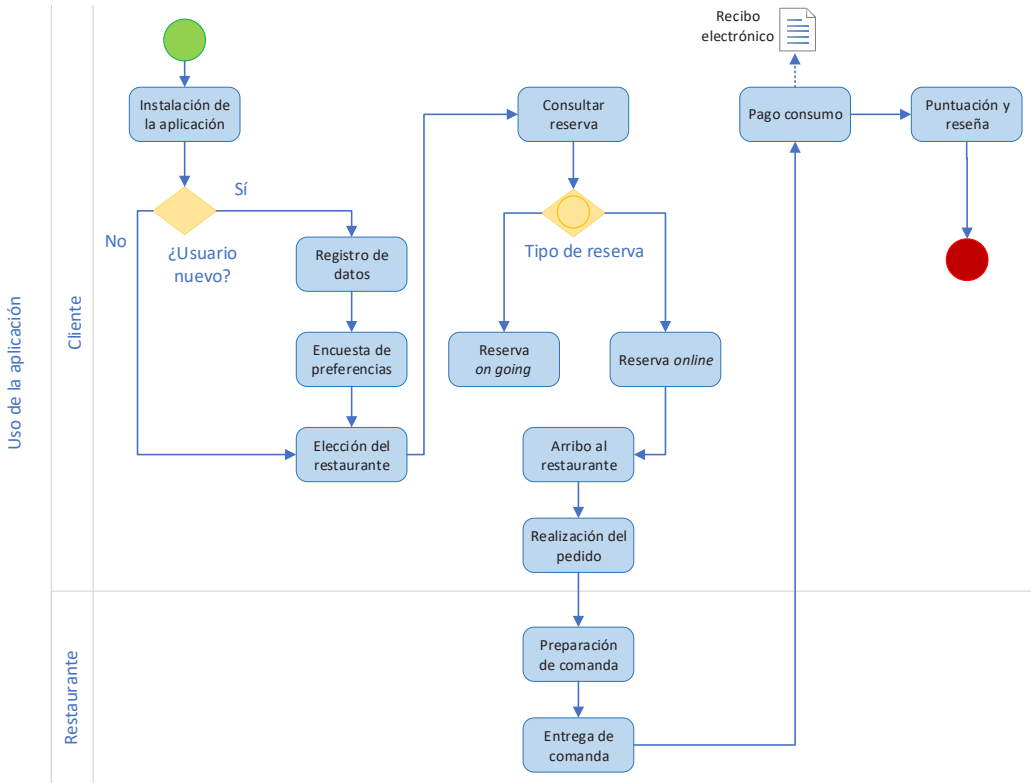 Uso de la aplicación
Cliente
Restaurante
Recibo
electrónico
Instalación de
la aplicación
Consultar
reserva
Pago consumo
Puntuación y
reseña
Sí
No
¿Usuario
nuevo?
Tipo de reserva
Registro de
datos
Encuesta de
preferencias
Reserva
on going
Reserva online
Elección del
restaurante
Arribo al
restaurante
Realización del
pedido
Preparación
de comanda
Entrega de
comanda